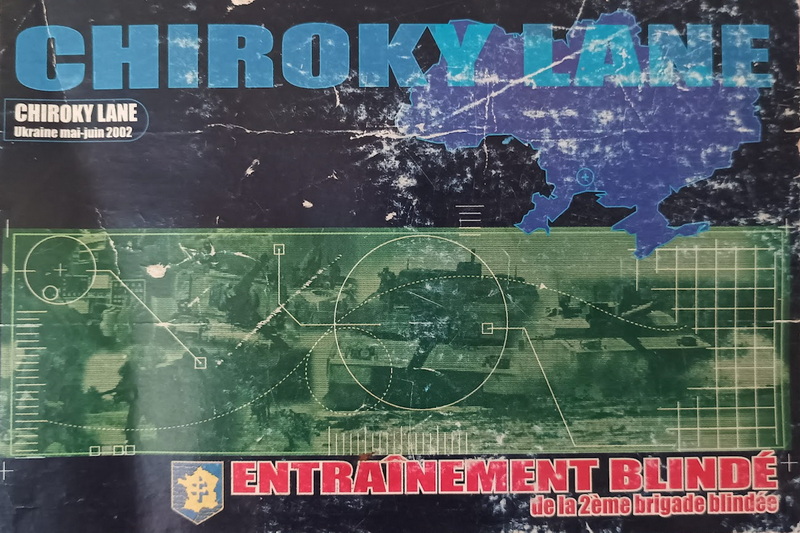 CHIROKY LANE
CHIROKY LANE
Ukraine mai-juin 2002
ENTRAÎNEMENT BLINDÉ
de la 2ème brigade blindée